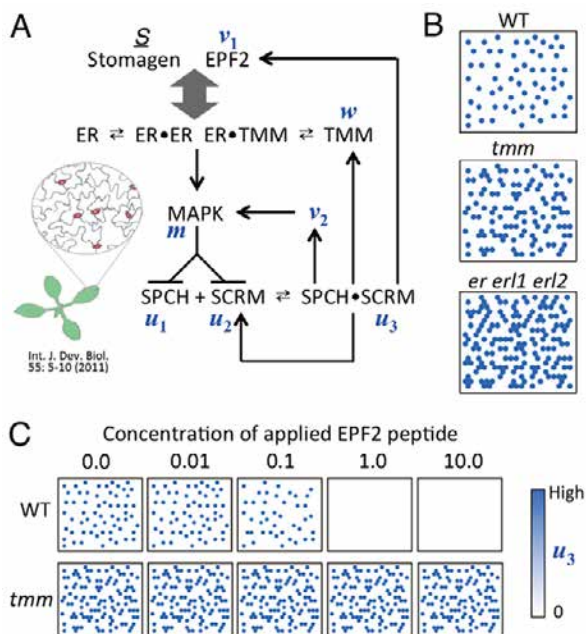 A
S
v₁
Stomagen EPF2
ER ⇌ ER•ER ER•TMM ⇌ TMM
w
MAPK
m
v₂
SPCH + SCRM ⇌ SPCH•SCRM
u₁ u₂ u₃
Int. J. Dev. Biol.
55: 5-10 (2011)
B
WT
tmm
er erl1 erl2
C
Concentration of applied EPF2 peptide
0.0 0.01 0.1 1.0 10.0
WT
tmm
High
u₃
0